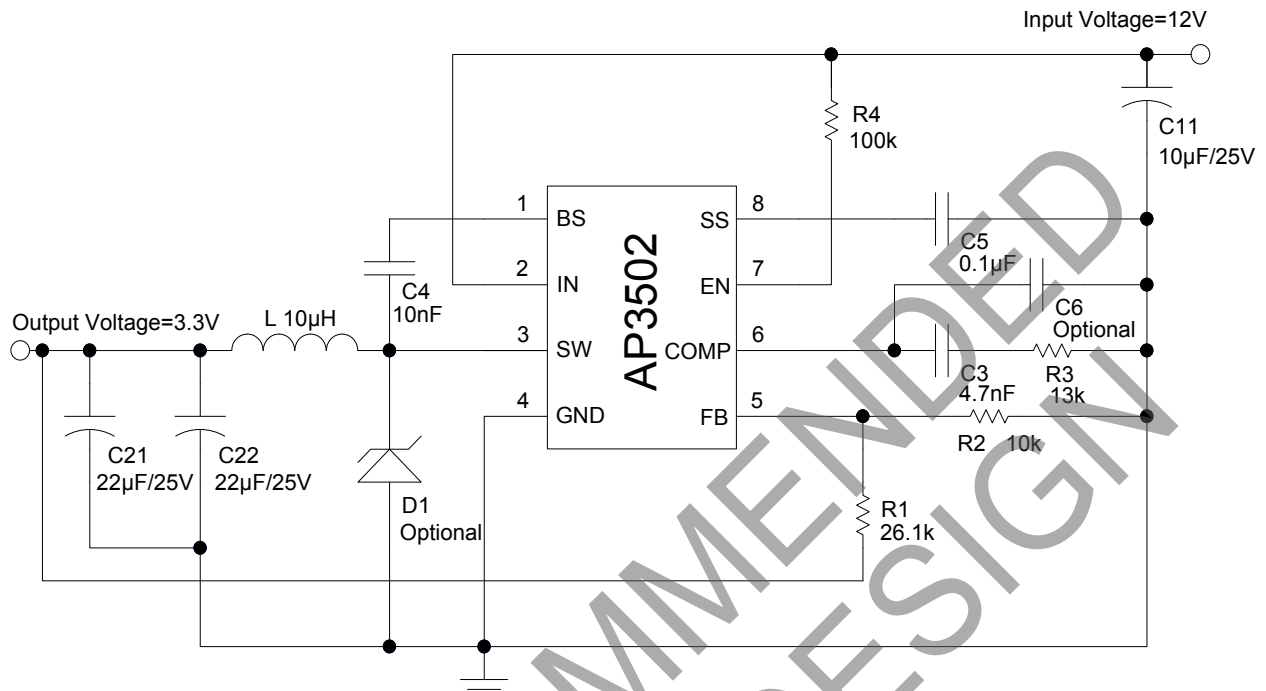 Input Voltage=12V
R4
100k
C11
10µF/25V
1
BS
8
SS
C5
0.1µF
C4
10nF
2
IN
7
EN
C6
Optional
AP3502
Output Voltage=3.3V
L 10µH
3
SW
6
COMP
C3
4.7nF
R3
13k
4
GND
5
FB
R2 10k
C21
22µF/25V
C22
22µF/25V
D1
Optional
R1
26.1k
MMENDED
DESIGN